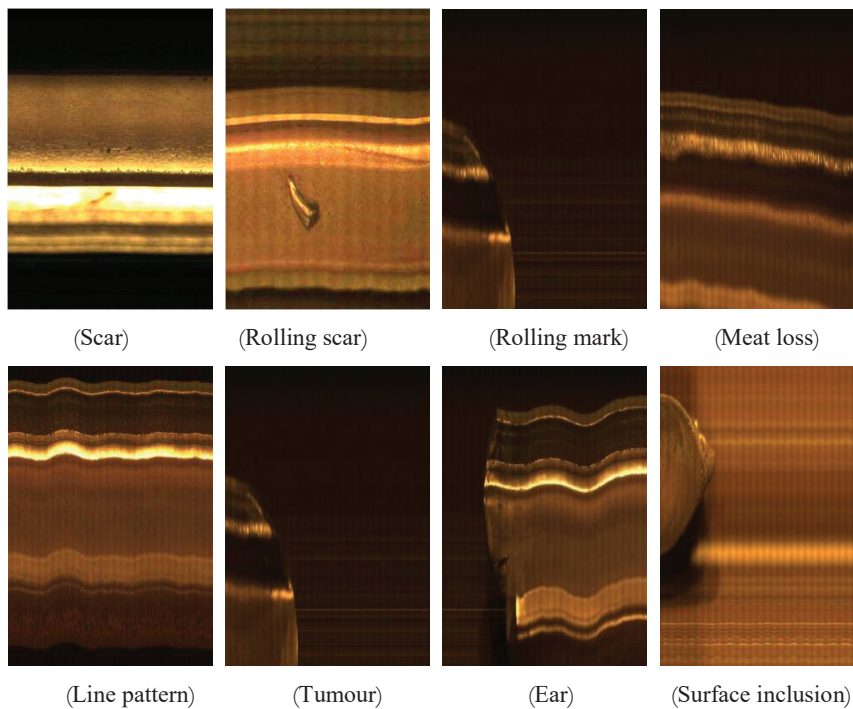 (Scar) (Rolling scar) (Rolling mark) (Meat loss)
(Line pattern) (Tumour) (Ear) (Surface inclusion)